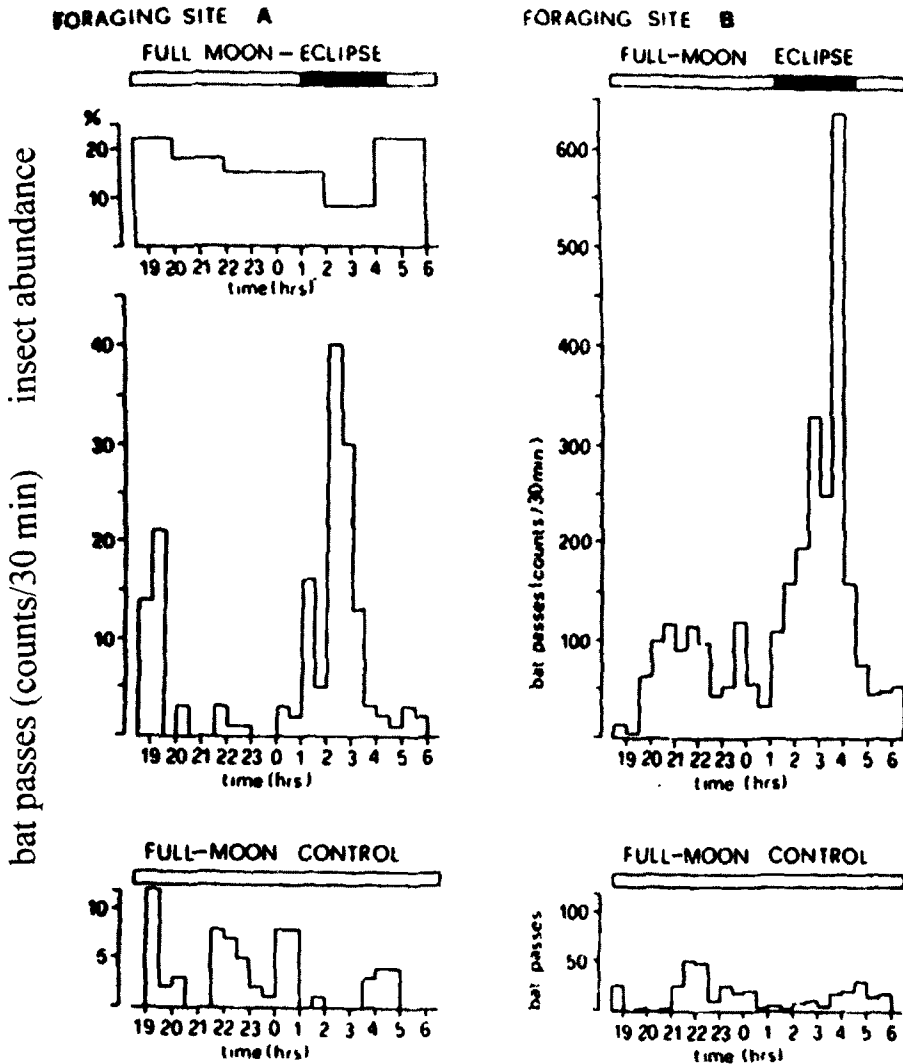 FORAGING SITE A
FULL MOON – ECLIPSE
%
20
10
19 20 21 22 23 0 1 2 3 4 5 6
time (hrs)
insect abundance
40
30
20
10
19 20 21 22 23 0 1 2 3 4 5 6
time (hrs)
bat passes (counts/30 min)
FULL-MOON CONTROL
10
5
19 20 21 22 23 0 1 2 3 4 5 6
time (hrs)
FORAGING SITE B
FULL-MOON ECLIPSE
600
500
400
300
200
100
bat passes (counts/30min)
19 20 21 22 23 0 1 2 3 4 5 6
time (hrs)
FULL-MOON CONTROL
100
50
bat passes
19 20 21 22 23 0 1 2 3 4 5 6
time (hrs)